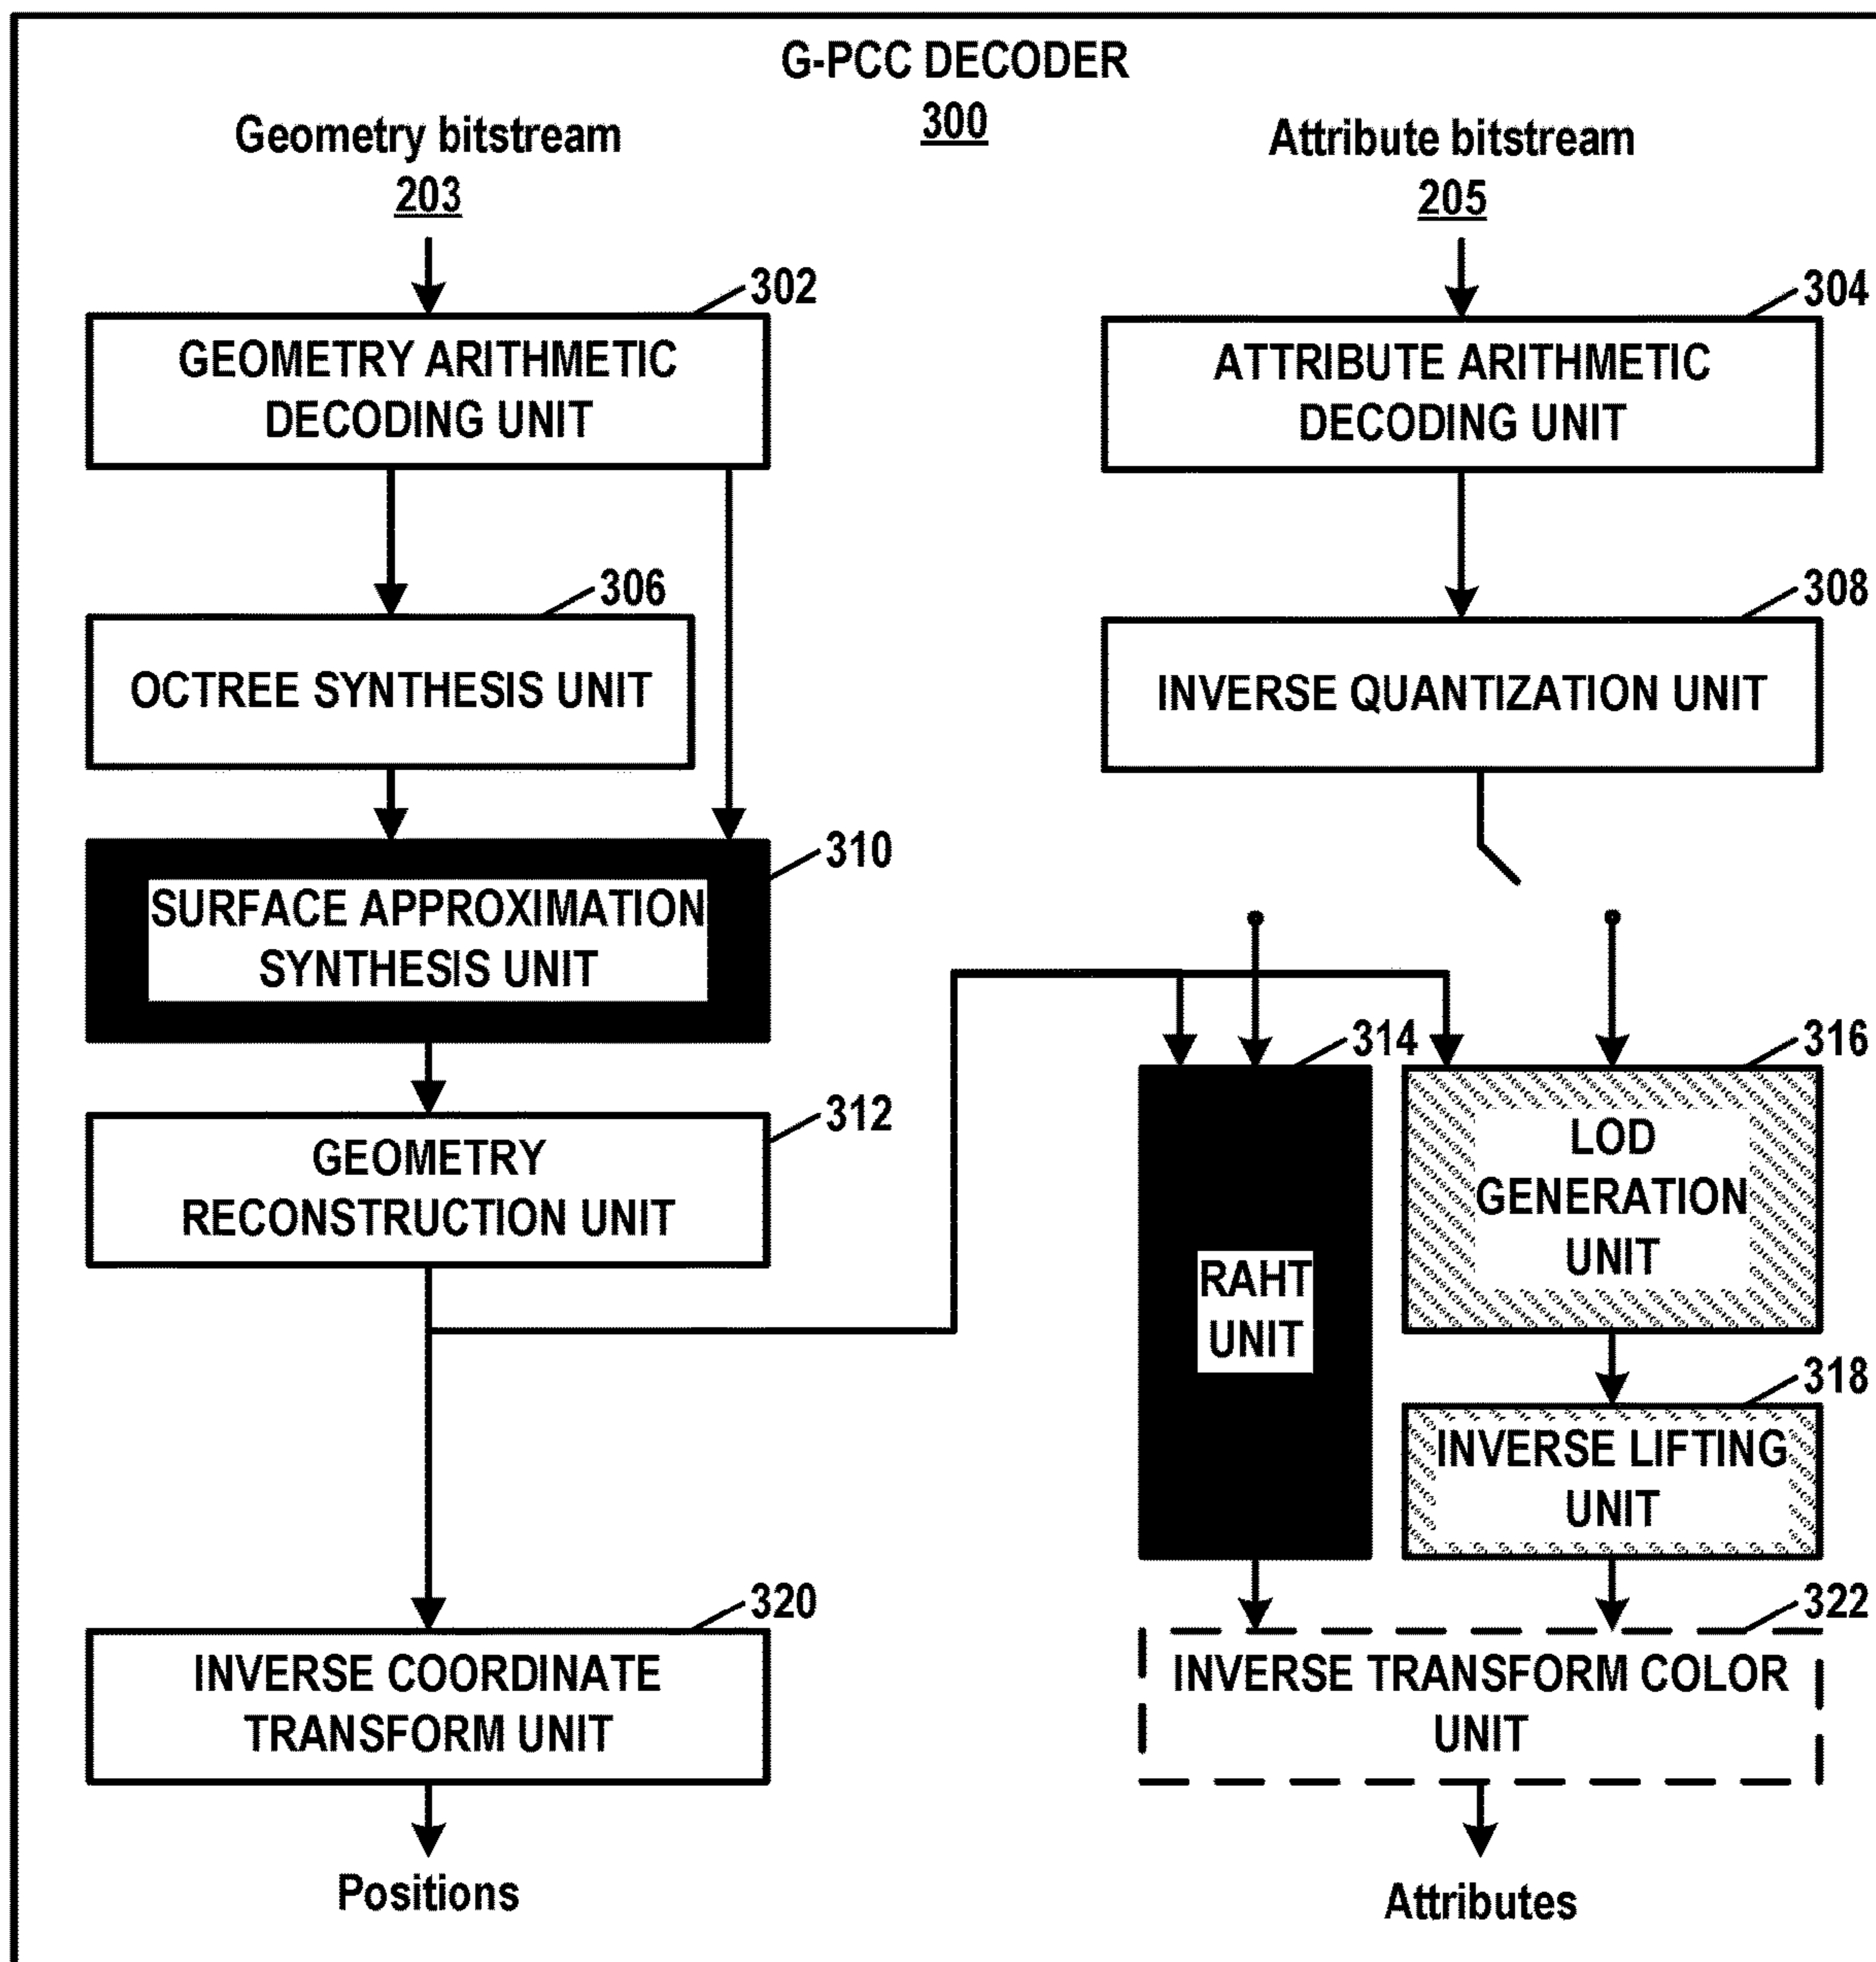 G-PCC DECODER
300
Geometry bitstream
203
Attribute bitstream
205
302
GEOMETRY ARITHMETIC
DECODING UNIT
304
ATTRIBUTE ARITHMETIC
DECODING UNIT
306
OCTREE SYNTHESIS UNIT
308
INVERSE QUANTIZATION UNIT
310
SURFACE APPROXIMATION
SYNTHESIS UNIT
312
GEOMETRY
RECONSTRUCTION UNIT
314
RAHT
UNIT
316
LOD
GENERATION
UNIT
318
INVERSE LIFTING
UNIT
320
INVERSE COORDINATE
TRANSFORM UNIT
322
INVERSE TRANSFORM COLOR
UNIT
Positions
Attributes